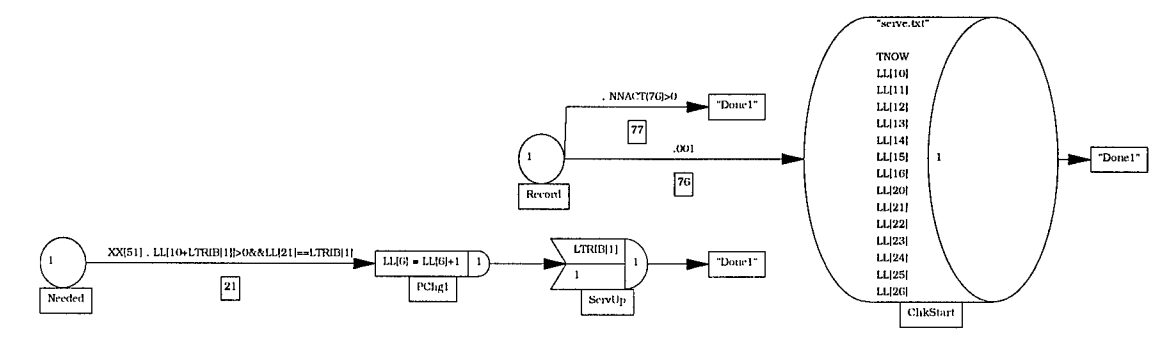 "serve.txt"
TNOW
LL[10]
LL[11]
LL[12]
LL[13]
LL[14]
LL[15]
LL[16]
LL[20]
LL[21]
LL[22]
LL[23]
LL[24]
LL[25]
LL[26]
1
ChkStart
"Done1"
, NNACT(76)>0
77
"Done1"
1
Record
.001
76
1
Needed
XX[51] , LL[10+LTRIB[1]]>0&&LL[21]==LTRIB[1]
21
LL[6] = LL[6]+1
1
PChg1
LTRIB[1]
1
1
ServUp
"Done1"